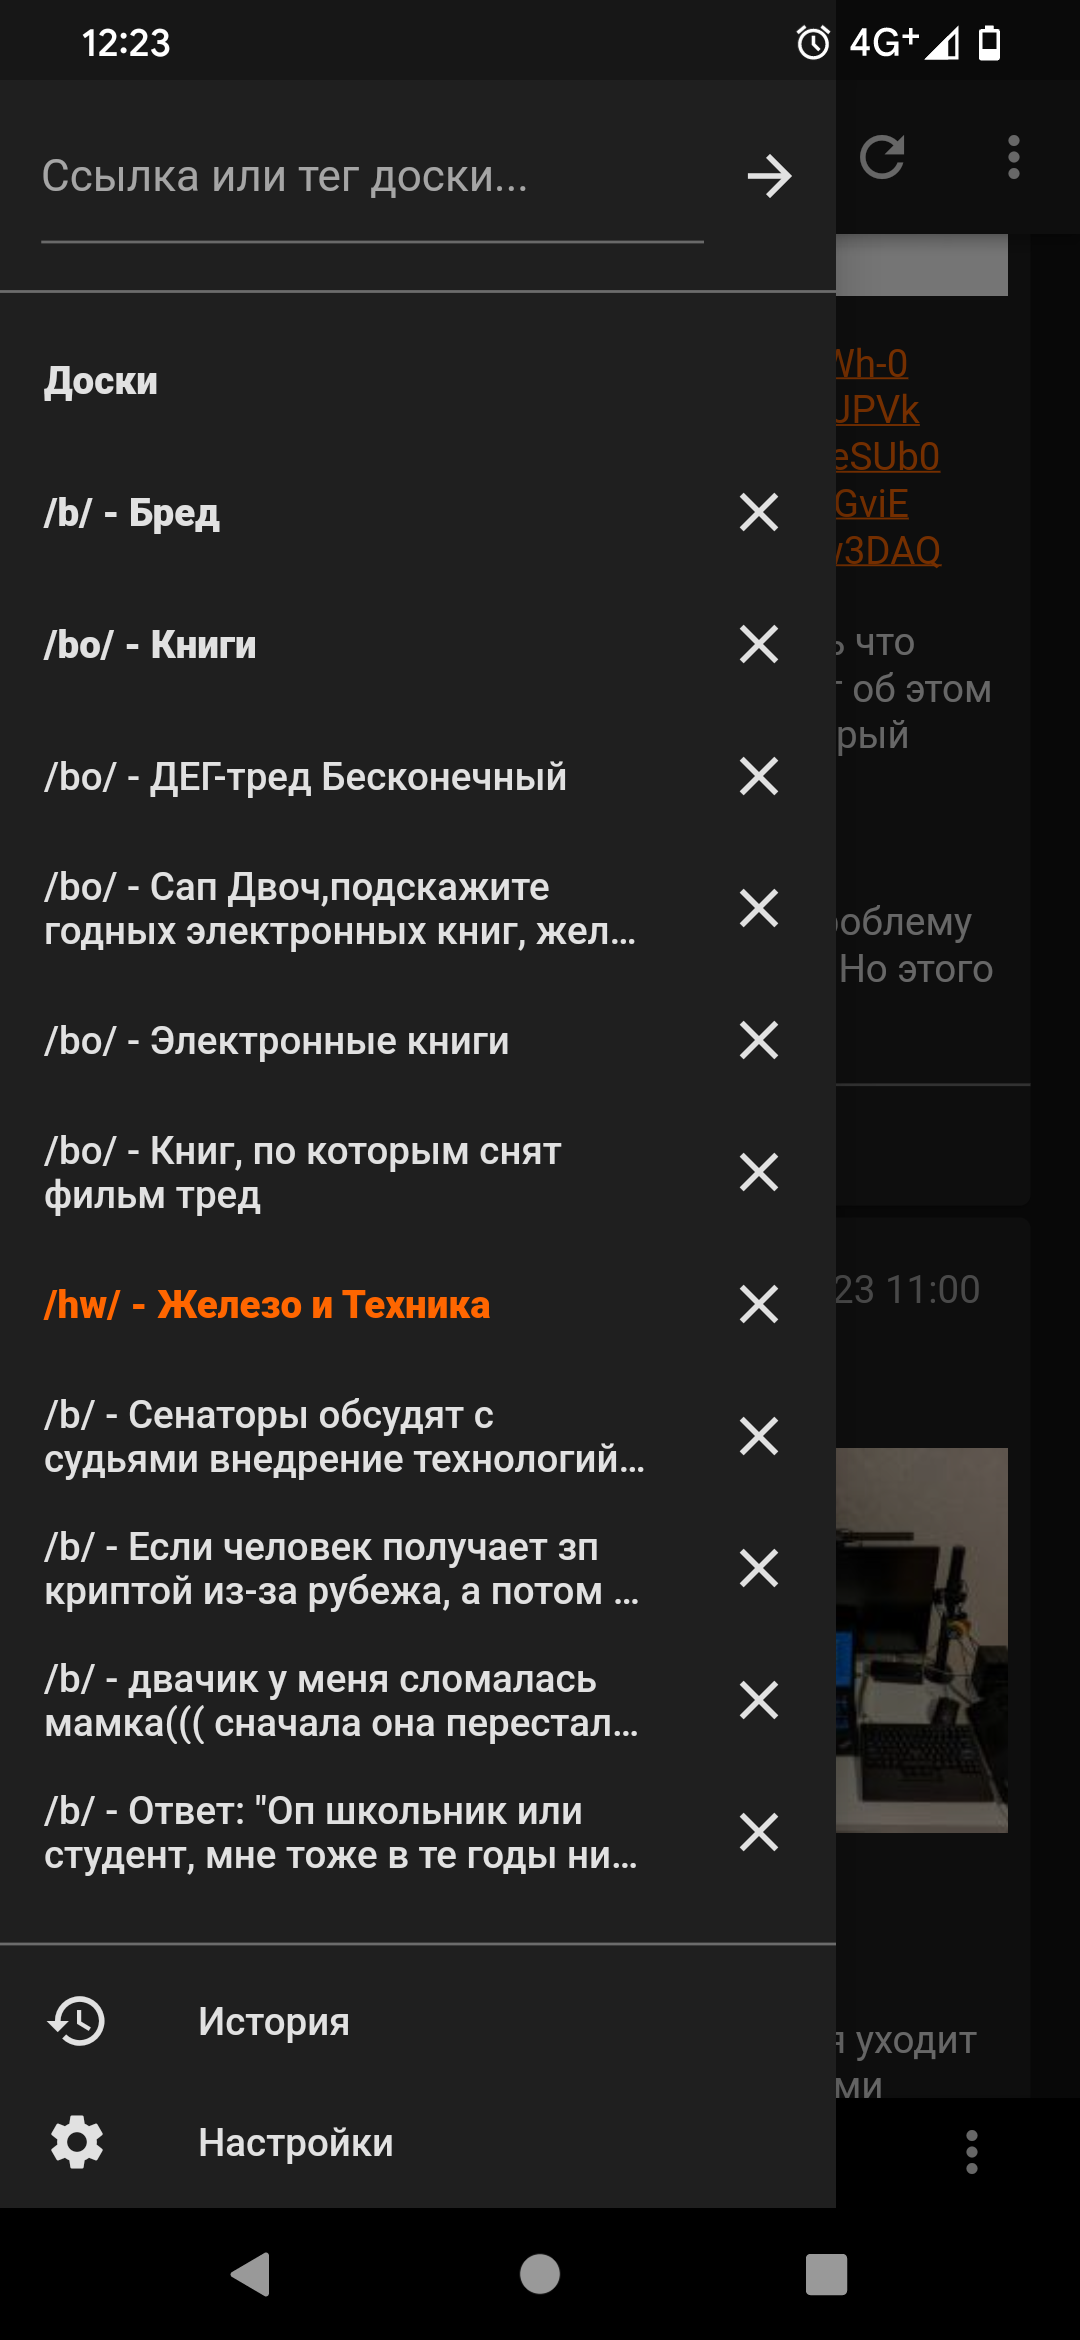 12:23
4G+
Ссылка или тег доски...
Доски
/b/ - Бред
/bo/ - Книги
/bo/ - ДЕГ-тред Бесконечный
/bo/ - Сап Двоч,подскажите
годных электронных книг, жел...
/bo/ - Электронные книги
/bo/ - Книг, по которым снят
фильм тред
/hw/ - Железо и Техника
/b/ - Сенаторы обсудят с
судьями внедрение технологий...
/b/ - Если человек получает зп
криптой из-за рубежа, а потом ...
/b/ - двачик у меня сломалась
мамка((( сначала она перестал...
/b/ - Ответ: "Оп школьник или
студент, мне тоже в те годы ни...
История
Настройки
Wh-0
JPVk
eSUb0
GviE
v3DAQ
что
об этом
рый
облему
Но этого
23 11:00
я уходит
ми